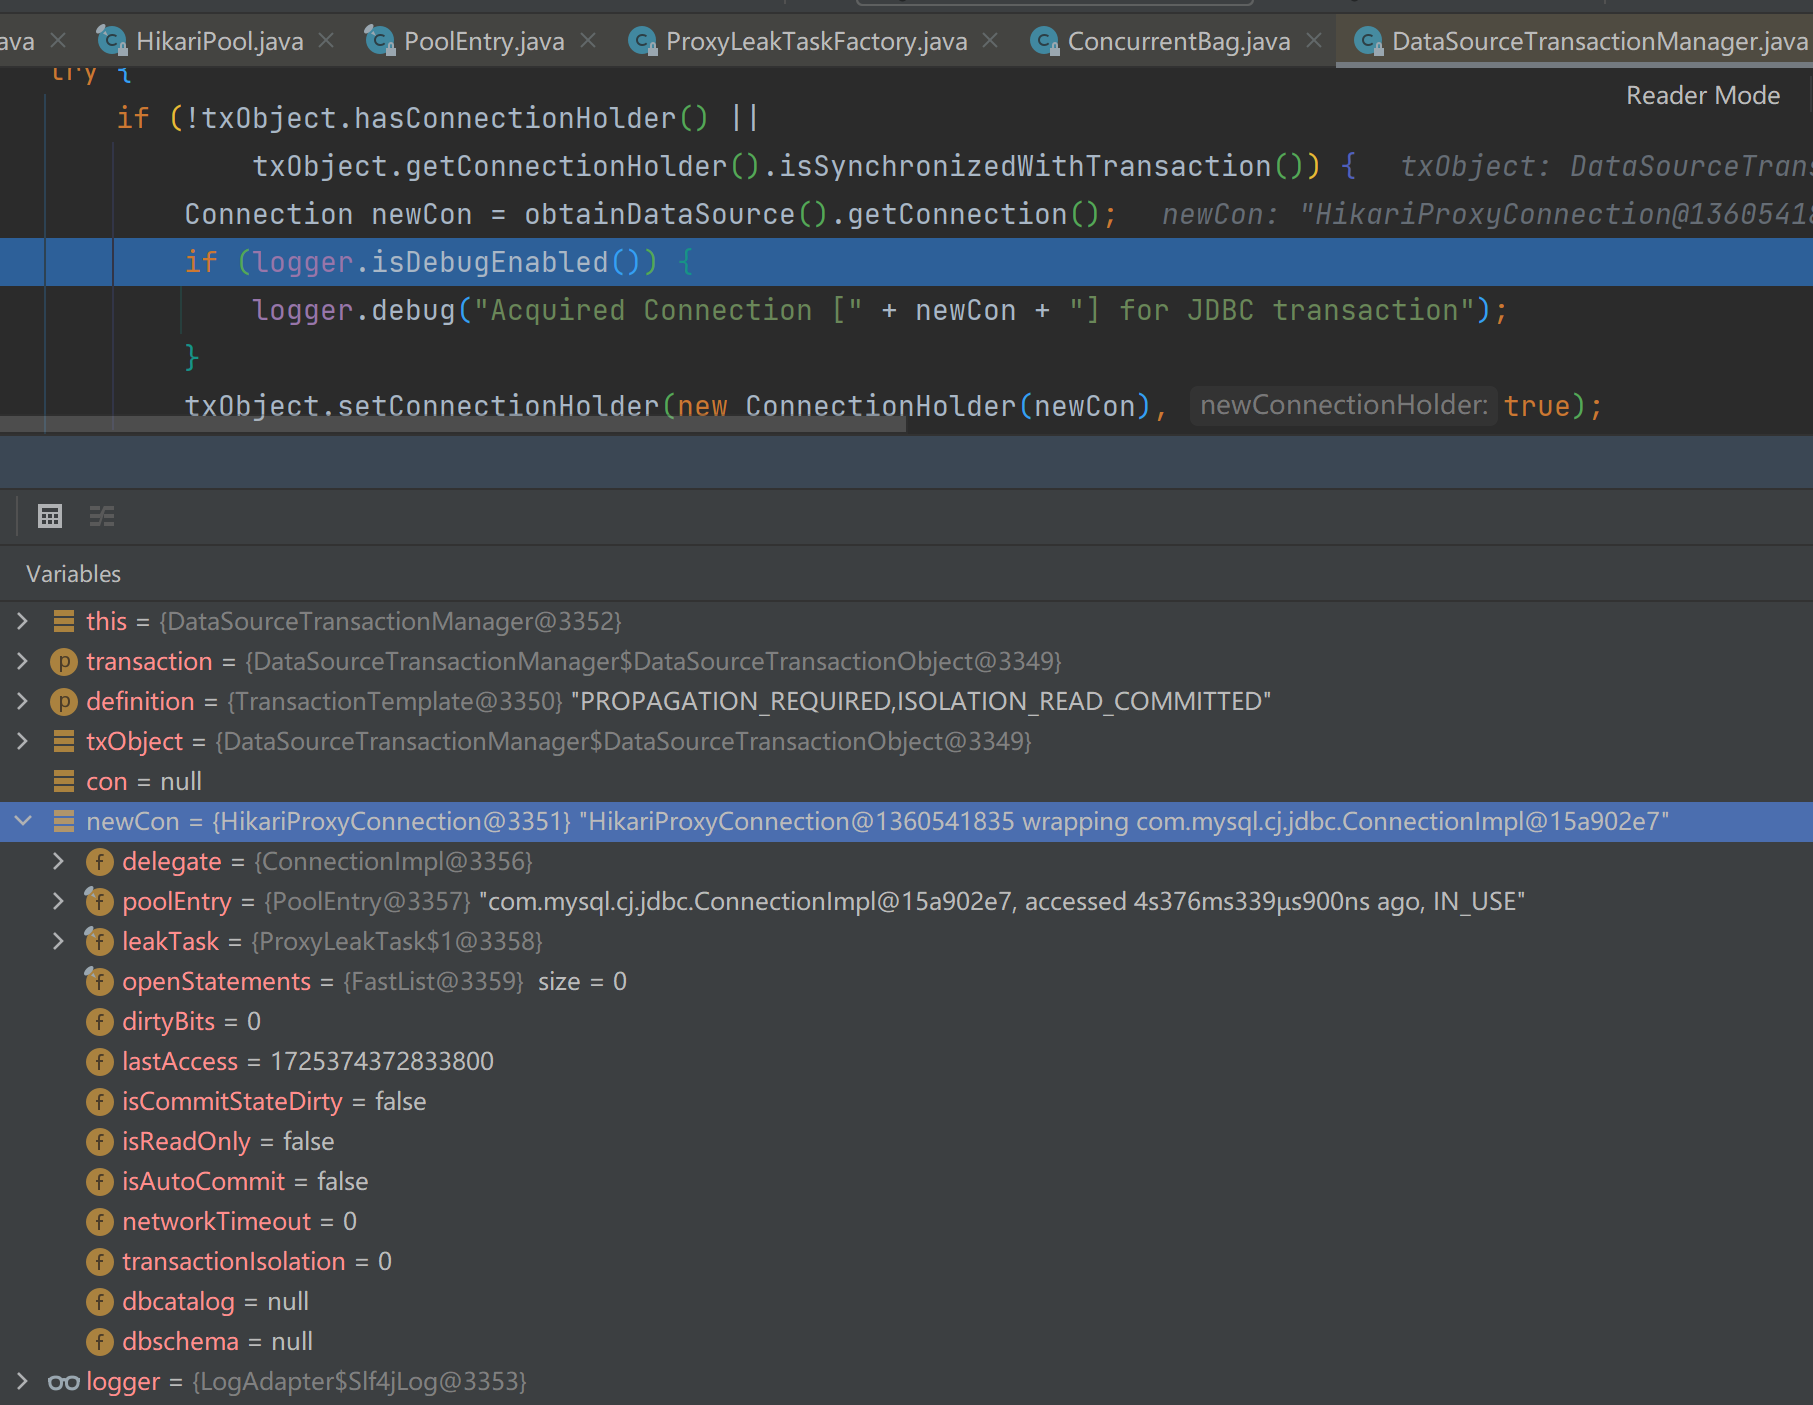 ava × HikariPool.java × PoolEntry.java × ProxyLeakTaskFactory.java × ConcurrentBag.java × DataSourceTransactionManager.java
try {
Reader Mode
if (!txObject.hasConnectionHolder() ||
txObject.getConnectionHolder().isSynchronizedWithTransaction()) { txObject: DataSourceTrans
Connection newCon = obtainDataSource().getConnection(); newCon: "HikariProxyConnection@13605418
if (logger.isDebugEnabled()) {
logger.debug("Acquired Connection [" + newCon + "] for JDBC transaction");
}
txObject.setConnectionHolder(new ConnectionHolder(newCon), newConnectionHolder: true);
Variables
this = {DataSourceTransactionManager@3352}
p transaction = {DataSourceTransactionManager$DataSourceTransactionObject@3349}
p definition = {TransactionTemplate@3350} "PROPAGATION_REQUIRED,ISOLATION_READ_COMMITTED"
txObject = {DataSourceTransactionManager$DataSourceTransactionObject@3349}
con = null
newCon = {HikariProxyConnection@3351} "HikariProxyConnection@1360541835 wrapping com.mysql.cj.jdbc.ConnectionImpl@15a902e7"
f delegate = {ConnectionImpl@3356}
f poolEntry = {PoolEntry@3357} "com.mysql.cj.jdbc.ConnectionImpl@15a902e7, accessed 4s376ms339μs900ns ago, IN_USE"
f leakTask = {ProxyLeakTask$1@3358}
f openStatements = {FastList@3359} size = 0
f dirtyBits = 0
f lastAccess = 1725374372833800
f isCommitStateDirty = false
f isReadOnly = false
f isAutoCommit = false
f networkTimeout = 0
f transactionIsolation = 0
f dbcatalog = null
f dbschema = null
logger = {LogAdapter$Slf4jLog@3353}